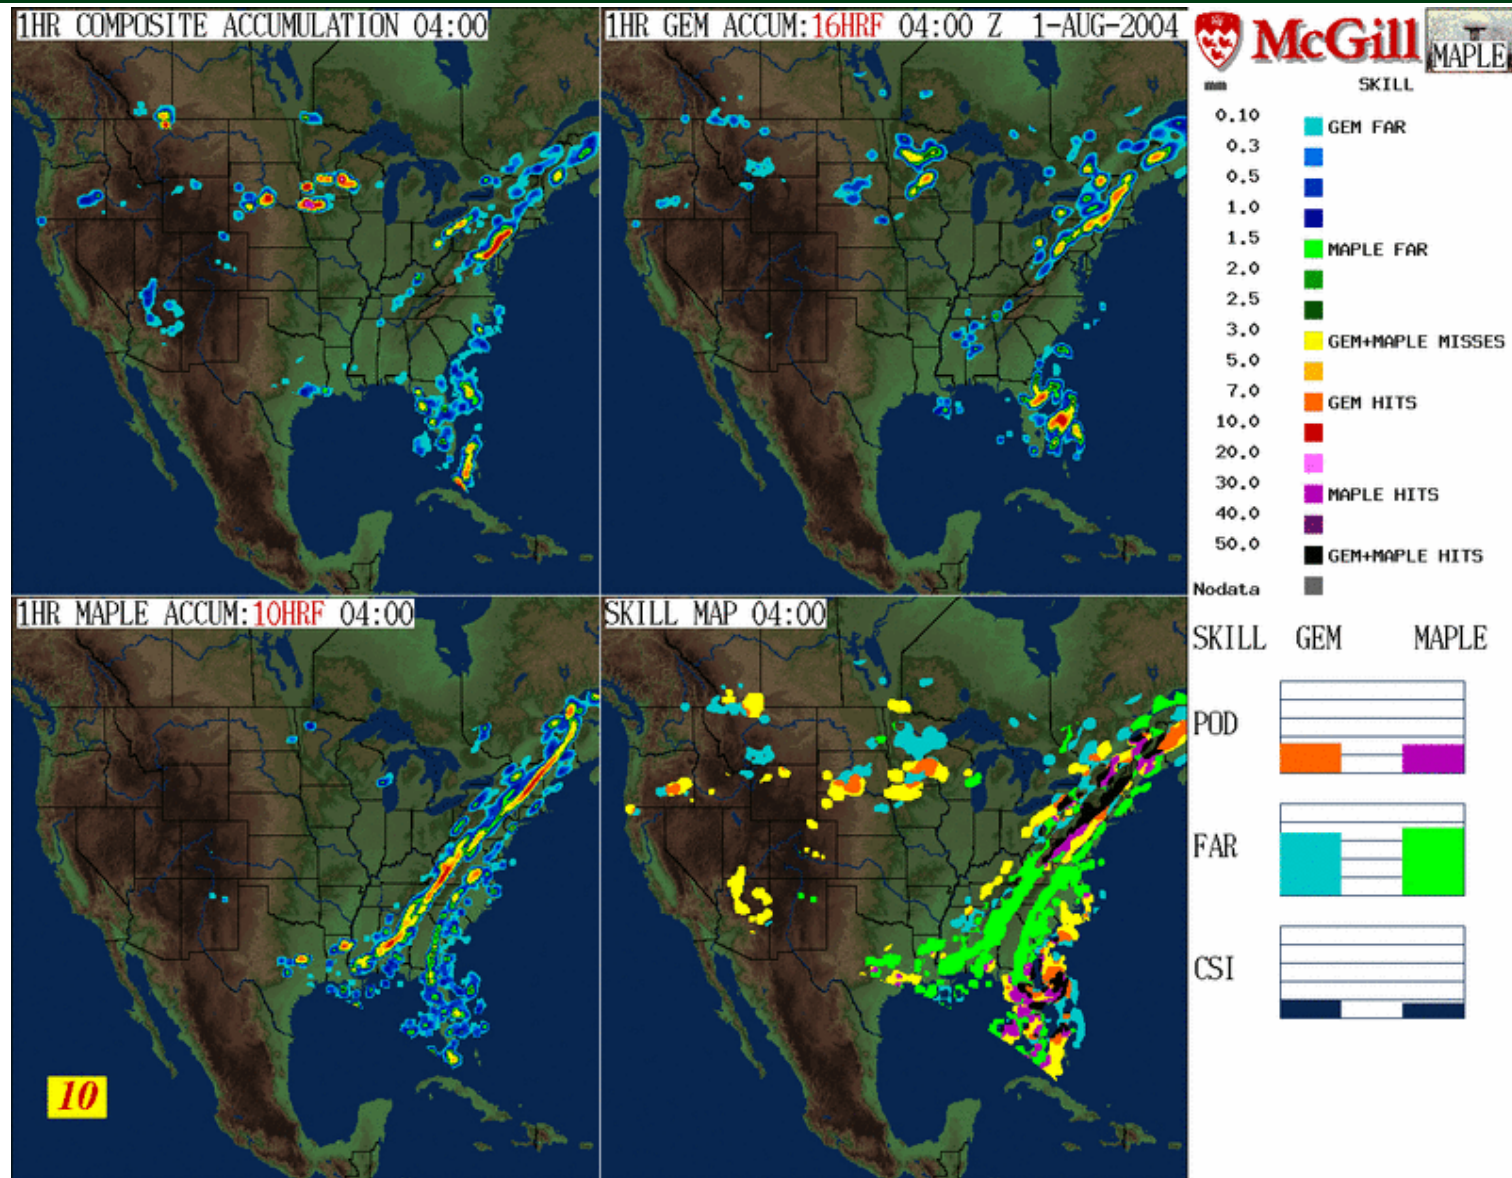 1HR COMPOSITE ACCUMULATION 04:00
1HR GEM ACCUM:16HRF 04:00 Z 1-AUG-2004
McGill
MAPLE
mm SKILL
0.10
GEM FAR
0.3
0.5
1.0
1.5
MAPLE FAR
2.0
2.5
3.0
GEM+MAPLE MISSES
5.0
7.0
GEM HITS
10.0
20.0
30.0
MAPLE HITS
40.0
50.0
GEM+MAPLE HITS
Nodata
1HR MAPLE ACCUM:10HRF 04:00
SKILL MAP 04:00
SKILL GEM MAPLE
POD
FAR
CSI
10